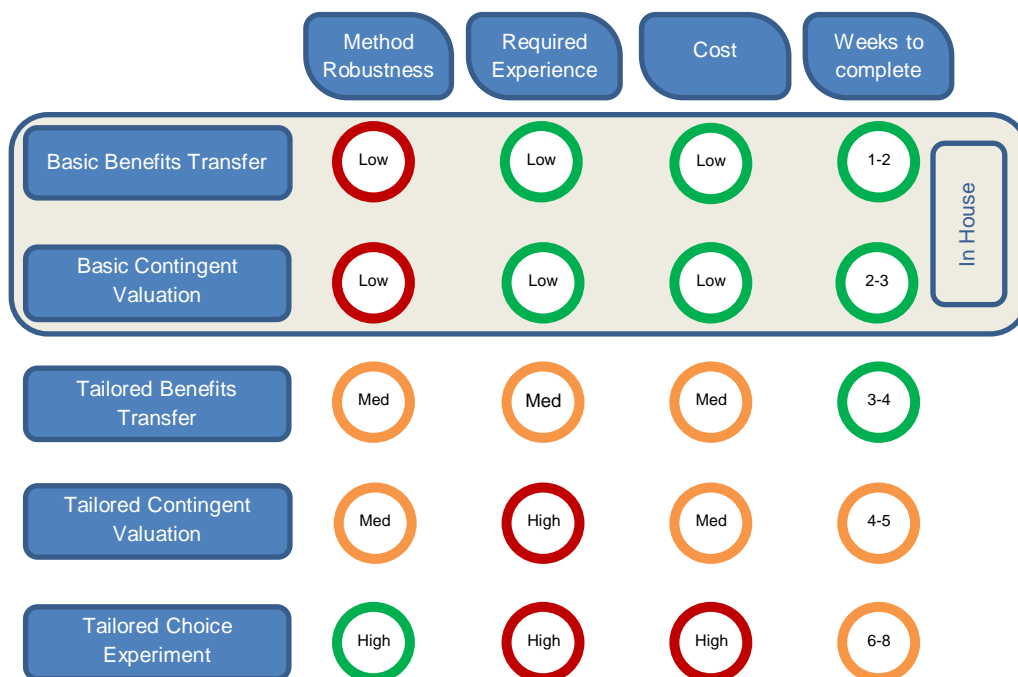 Method
Robustness
Required
Experience
Cost
Weeks to
complete
Basic Benefits Transfer
Low
Low
Low
1-2
In House
Basic Contingent
Valuation
Low
Low
Low
2-3
Tailored Benefits
Transfer
Med
Med
Med
3-4
Tailored Contingent
Valuation
Med
High
Med
4-5
Tailored Choice
Experiment
High
High
High
6-8